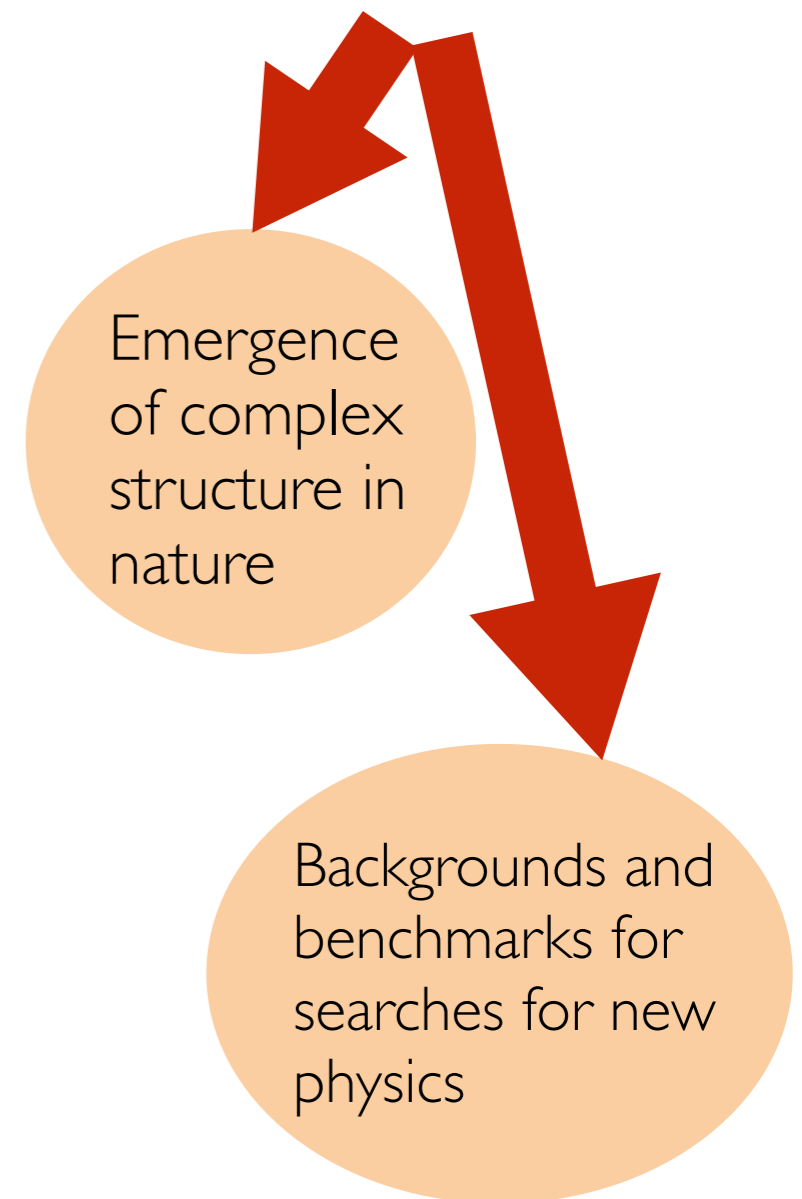 Emergence
of complex
structure in
nature
Backgrounds and
benchmarks for
searches for new
physics